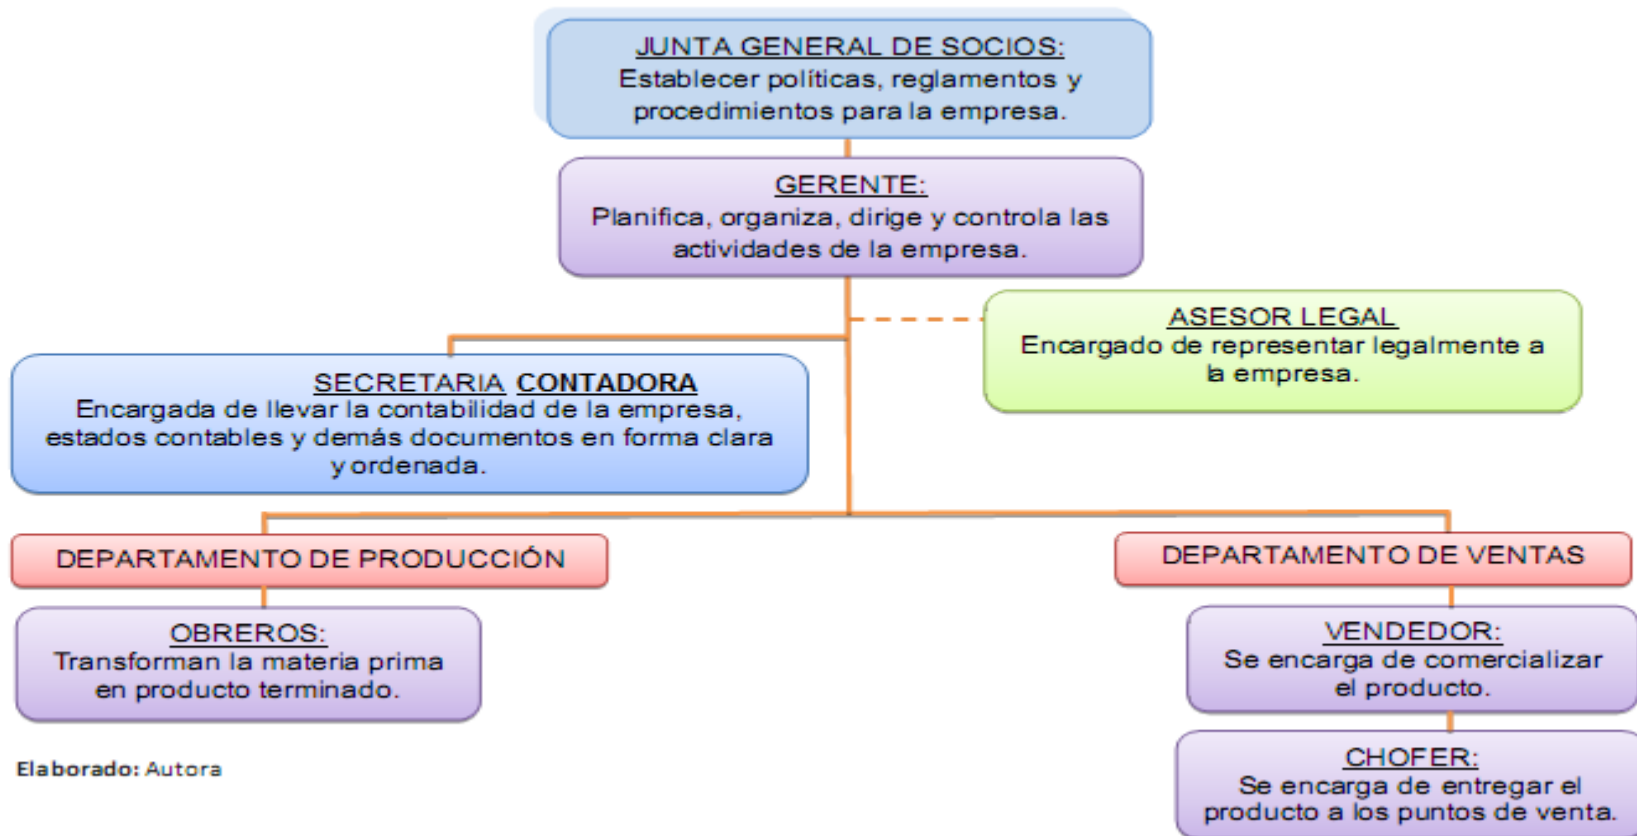 JUNTA GENERAL DE SOCIOS:
Establecer políticas, reglamentos y
procedimientos para la empresa.
GERENTE:
Planifica, organiza, dirige y controla las
actividades de la empresa.
ASESOR LEGAL
Encargado de representar legalmente a
la empresa.
SECRETARIA CONTADORA
Encargada de llevar la contabilidad de la empresa,
estados contables y demás documentos en forma clara
y ordenada.
DEPARTAMENTO DE PRODUCCIÓN
DEPARTAMENTO DE VENTAS
OBREROS:
Transforman la materia prima
en producto terminado.
VENDEDOR:
Se encarga de comercializar
el producto.
CHOFER:
Se encarga de entregar el
producto a los puntos de venta.
Elaborado: Autora